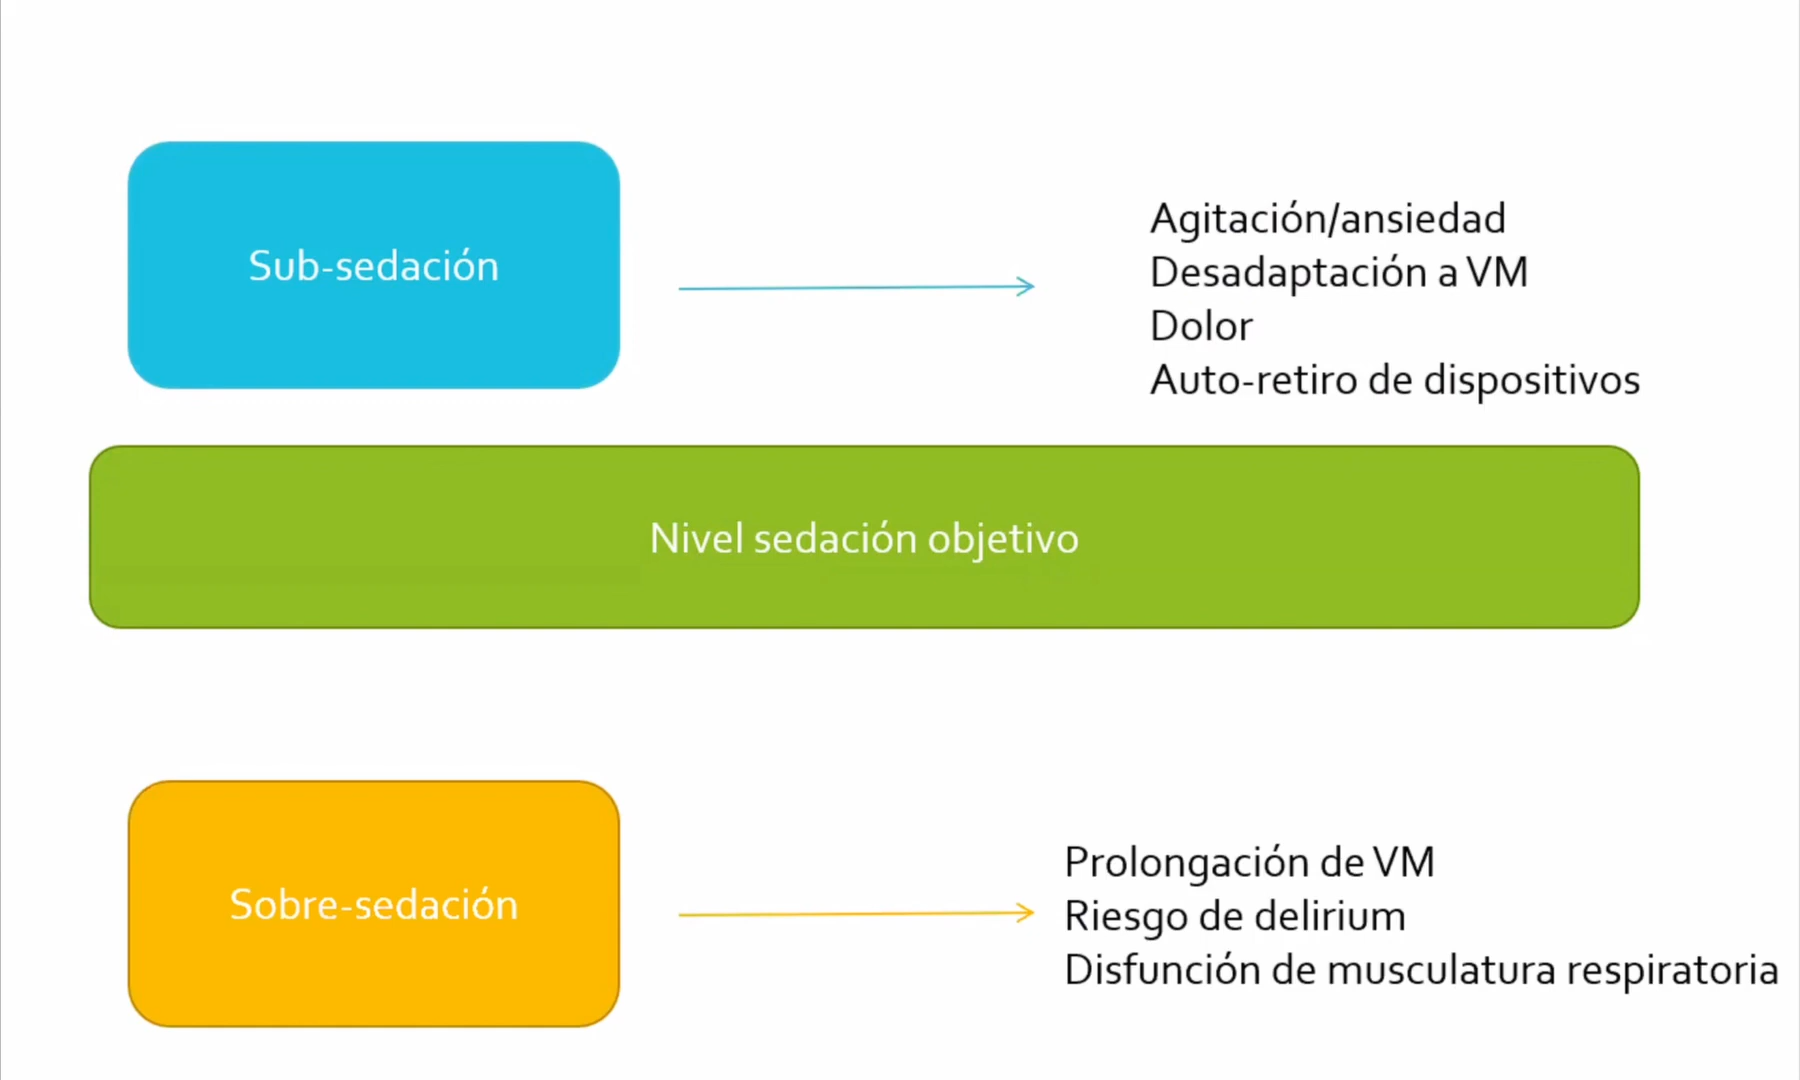 Sub-sedación
Agitación/ansiedad
Desadaptación a VM
Dolor
Auto-retiro de dispositivos
Nivel sedación objetivo
Sobre-sedación
Prolongación de VM
Riesgo de delirium
Disfunción de musculatura respiratoria